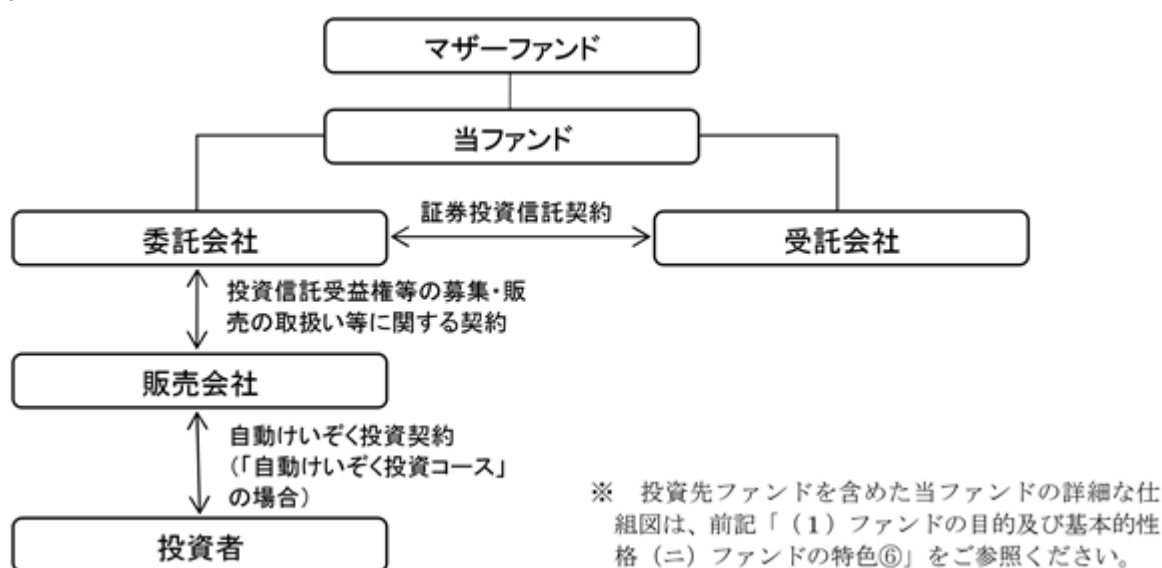 マザーファンド
当ファンド
証券投資信託契約
委託会社
受託会社
投資信託受益権等の募集・販
売の取扱い等に関する契約
販売会社
自動けいぞく投資契約
(「自動けいぞく投資コース」
の場合)
投資者
※ 投資先ファンドを含めた当ファンドの詳細な仕
組図は、前記「(1)ファンドの目的及び基本的性
格(ニ)ファンドの特色⑥」をご参照ください。